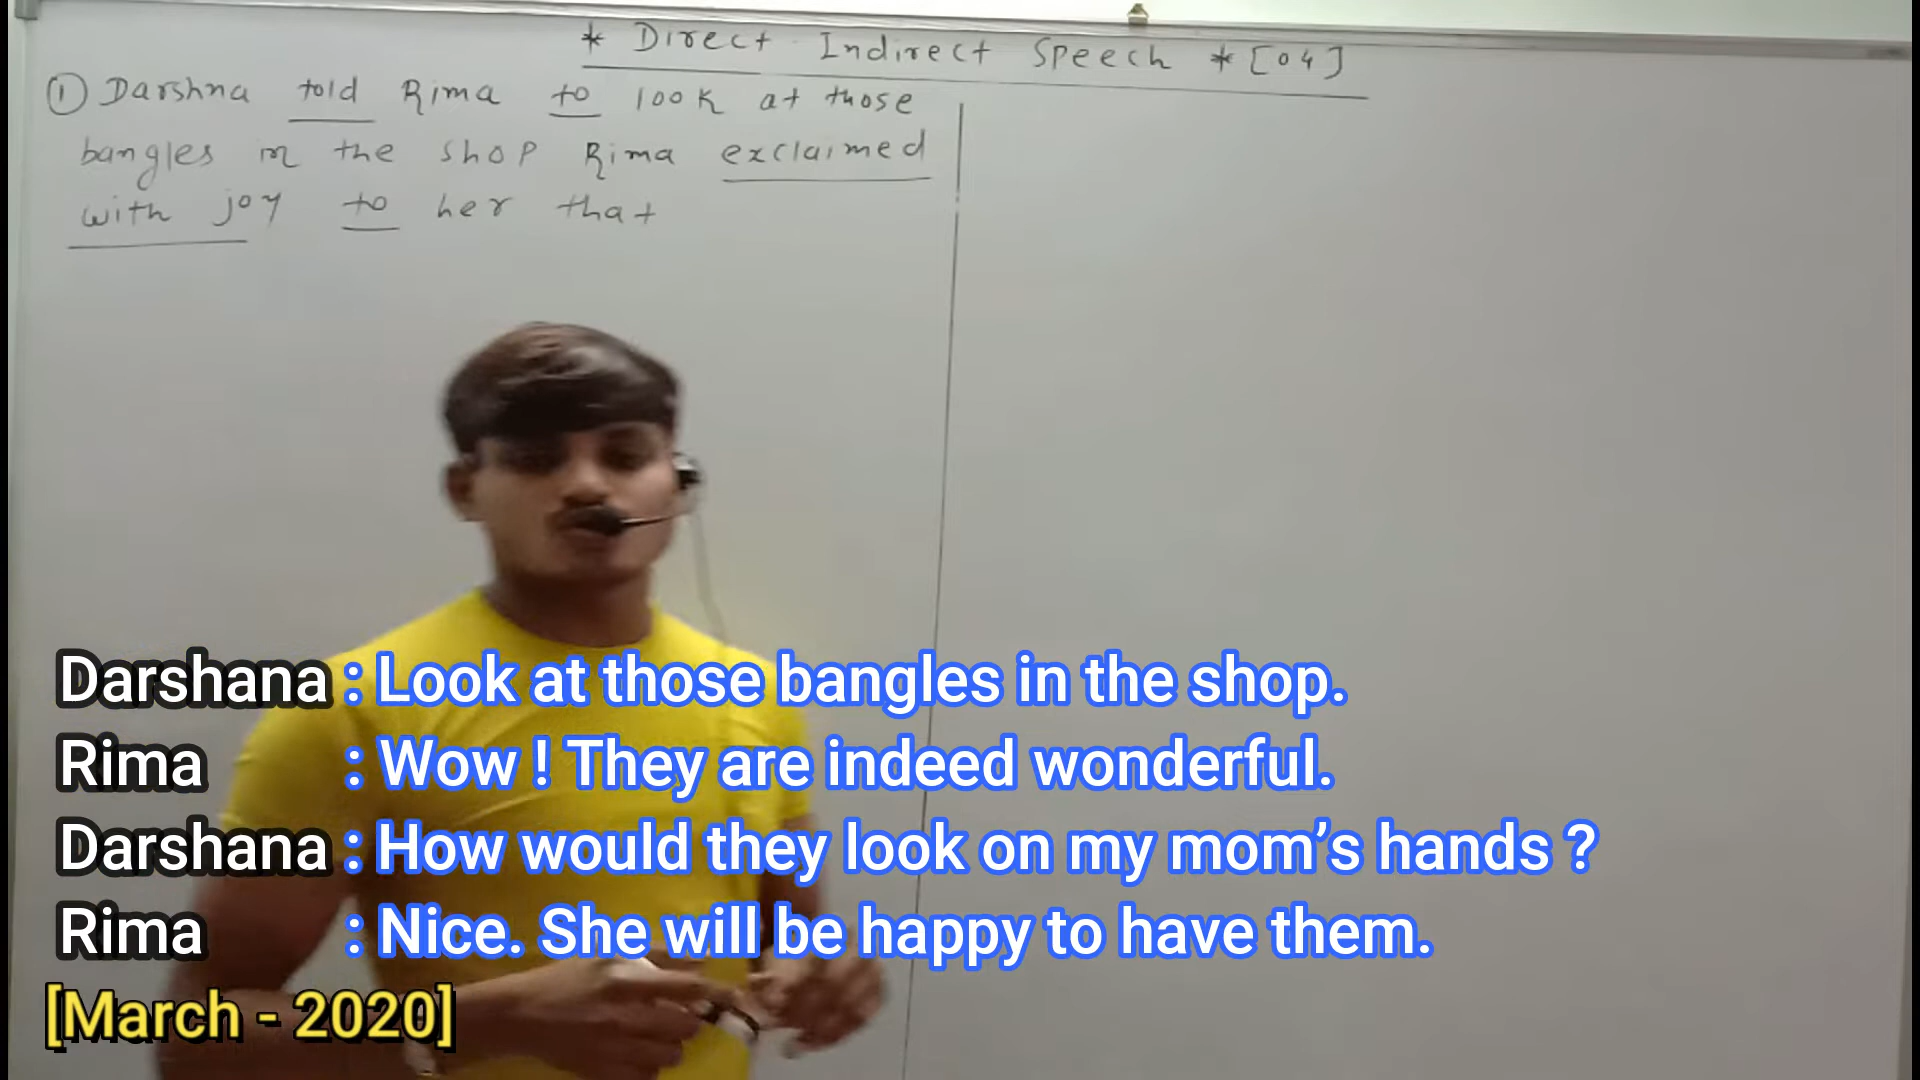 * Direct Indirect Speech * [04]
① Darshna told Rima to look at those
bangles in the shop Rima exclaimed
with joy to her that
Darshana : Look at those bangles in the shop.
Rima : Wow ! They are indeed wonderful.
Darshana : How would they look on my mom's hands ?
Rima : Nice. She will be happy to have them.
[March - 2020]